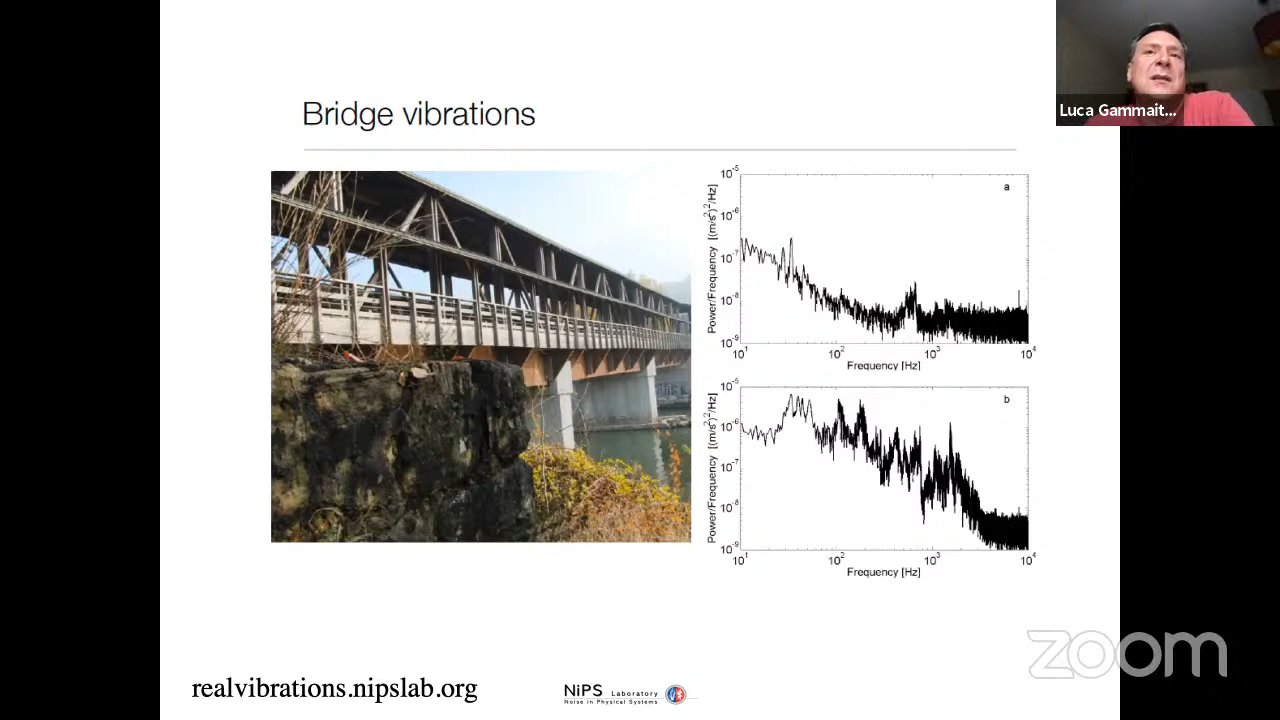 Bridge vibrations
Luca Gammait...
Power/Frequency [(m/s²)²/Hz]
10⁻⁵
10⁻⁶
10⁻⁷
10⁻⁸
10⁻⁹
a
10¹
10²
10³
10⁴
Frequency [Hz]
Power/Frequency [(m/s²)²/Hz]
10⁻⁵
10⁻⁶
10⁻⁷
10⁻⁸
10⁻⁹
b
10¹
10²
10³
10⁴
Frequency [Hz]
zoom
realvibrations.nipslab.org
NiPS Laboratory
Noise in Physical Systems